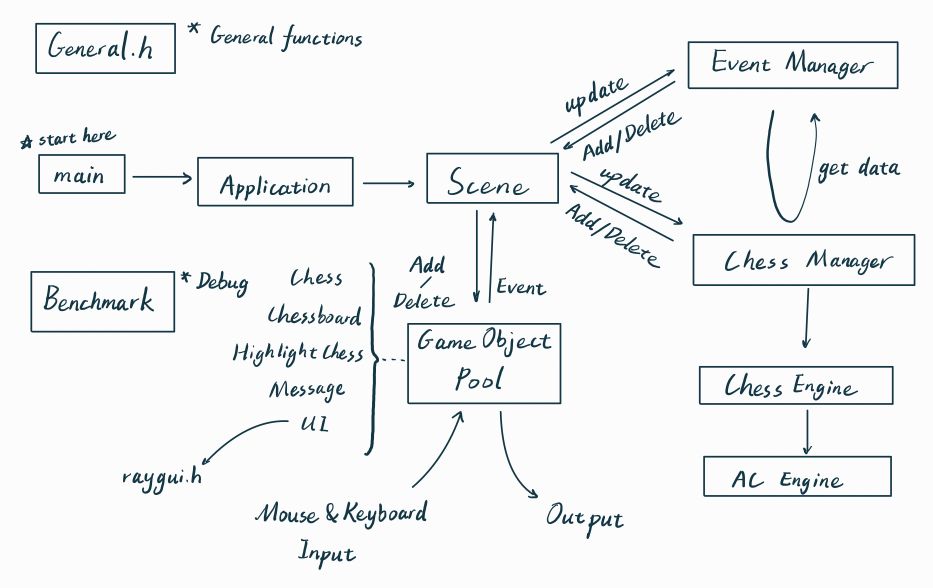 General.h
* General functions
Event Manager
update
Add/Delete
☆ start here
main
Application
Scene
get data
update
Add/Delete
Chess Manager
Benchmark
* Debug
Chess
Chessboard
Highlight Chess
Message
UI
raygui.h
Add
/
Delete
Event
Game Object
Pool
Chess Engine
AC Engine
Mouse & Keyboard
Input
Output